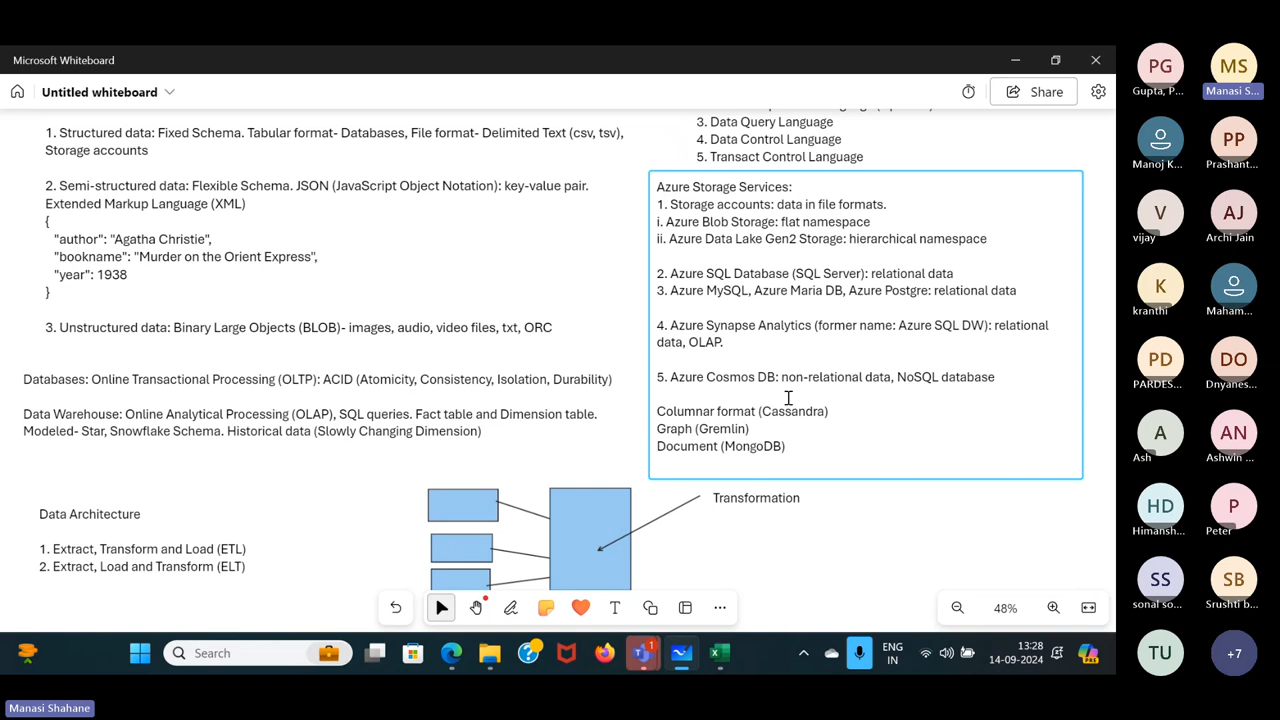 Microsoft Whiteboard
Untitled whiteboard
Share
1. Structured data: Fixed Schema. Tabular format- Databases, File format- Delimited Text (csv, tsv),
Storage accounts
2. Semi-structured data: Flexible Schema. JSON (JavaScript Object Notation): key-value pair.
Extended Markup Language (XML)
{
"author": "Agatha Christie",
"bookname": "Murder on the Orient Express",
"year": 1938
}
3. Unstructured data: Binary Large Objects (BLOB)- images, audio, video files, txt, ORC
Databases: Online Transactional Processing (OLTP): ACID (Atomicity, Consistency, Isolation, Durability)
Data Warehouse: Online Analytical Processing (OLAP), SQL queries. Fact table and Dimension table.
Modeled- Star, Snowflake Schema. Historical data (Slowly Changing Dimension)
3. Data Query Language
4. Data Control Language
5. Transact Control Language
Azure Storage Services:
1. Storage accounts: data in file formats.
i. Azure Blob Storage: flat namespace
ii. Azure Data Lake Gen2 Storage: hierarchical namespace
2. Azure SQL Database (SQL Server): relational data
3. Azure MySQL, Azure Maria DB, Azure Postgre: relational data
4. Azure Synapse Analytics (former name: Azure SQL DW): relational
data, OLAP.
5. Azure Cosmos DB: non-relational data, NoSQL database
Columnar format (Cassandra)
Graph (Gremlin)
Document (MongoDB)
Data Architecture
1. Extract, Transform and Load (ETL)
2. Extract, Load and Transform (ELT)
Transformation
48%
Search
1
PRE
ENG
IN
13:28
14-09-2024
PG
Gupta, P...
MS
Manasi S...
Manoj K...
PP
Prashant...
V
vijay
AJ
Archi Jain
K
kranthi
Maham...
PD
PARDES...
DO
Dnyanes...
A
Ash
AN
Ashwin ...
HD
Himansh...
P
Peter
SS
sonal so...
SB
Srushti b...
TU
+7
Manasi Shahane